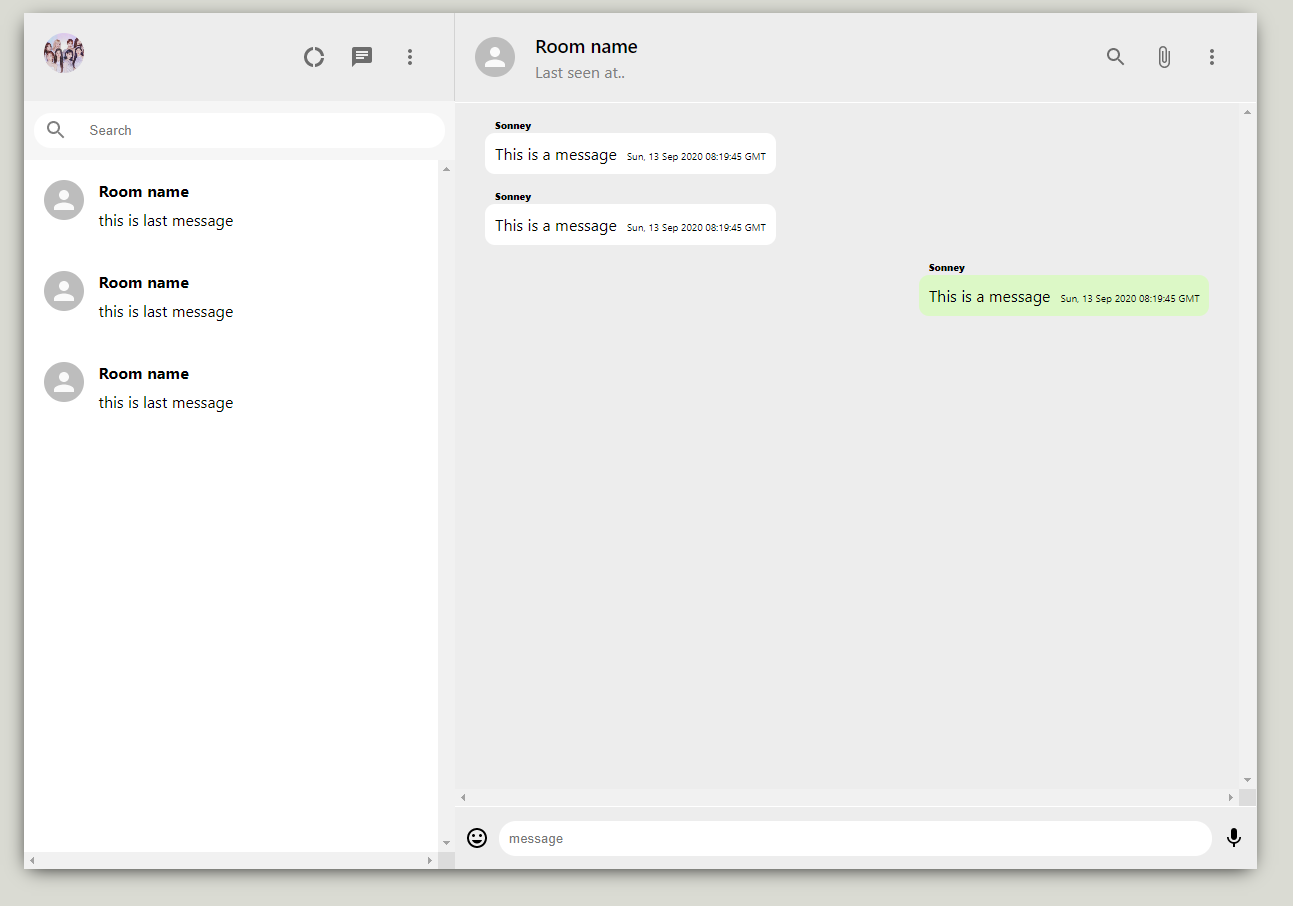 Search
Room name
this is last message
Room name
this is last message
Room name
this is last message
Room name
Last seen at..
Sonney
This is a message Sun, 13 Sep 2020 08:19:45 GMT
Sonney
This is a message Sun, 13 Sep 2020 08:19:45 GMT
Sonney
This is a message Sun, 13 Sep 2020 08:19:45 GMT
message